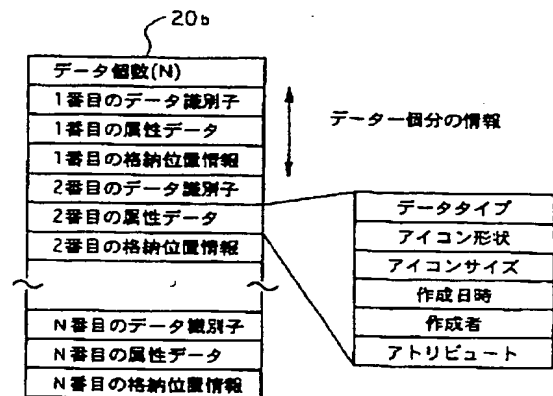 20b
データ個数(N)
1番目のデータ識別子
1番目の属性データ
1番目の格納位置情報
2番目のデータ識別子
2番目の属性データ
2番目の格納位置情報
N番目のデータ識別子
N番目の属性データ
N番目の格納位置情報
データ一個分の情報
データタイプ
アイコン形状
アイコンサイズ
作成日時
作成者
アトリビュート